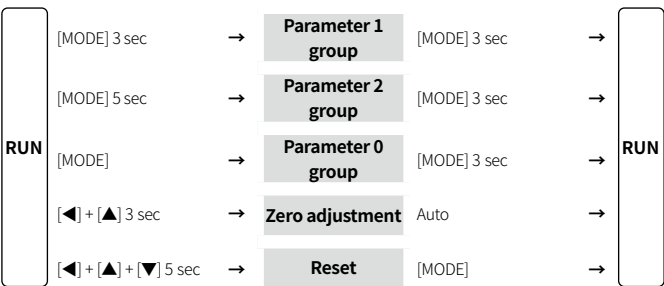 [MODE] 3 sec → Parameter 1 group [MODE] 3 sec →
[MODE] 5 sec → Parameter 2 group [MODE] 3 sec →
RUN [MODE] → Parameter 0 group [MODE] 3 sec → RUN
[◀] + [▲] 3 sec → Zero adjustment Auto →
[◀] + [▲] + [▼] 5 sec → Reset [MODE] →